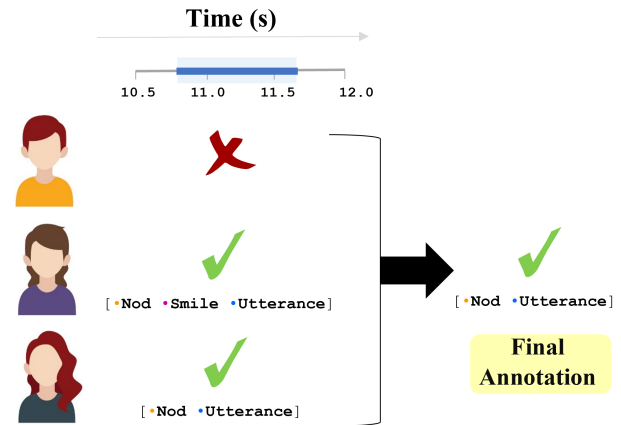 Time (s)
10.5 11.0 11.5 12.0
[•Nod •Smile •Utterance]
[•Nod •Utterance]
[•Nod •Utterance]
Final
Annotation